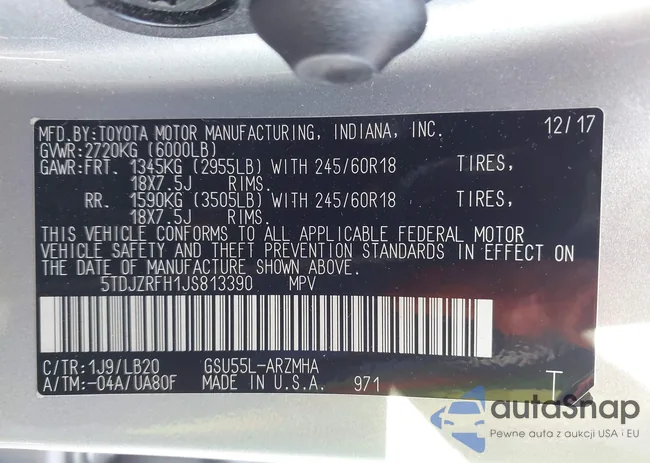 MFD.BY:TOYOTA MOTOR MANUFACTURING, INDIANA, INC. 12/17
GVWR:2720KG (6000LB)
GAWR:FRT. 1345KG (2955LB) WITH 245/60R18 TIRES,
18X7.5J RIMS.
RR. 1590KG (3505LB) WITH 245/60R18 TIRES,
18X7.5J RIMS.
THIS VEHICLE CONFORMS TO ALL APPLICABLE FEDERAL MOTOR
VEHICLE SAFETY AND THEFT PREVENTION STANDARDS IN EFFECT ON
THE DATE OF MANUFACTURE SHOWN ABOVE.
5TDJZRFH1JS813390 MPV
C/TR:1J9/LB20 GSU55L-ARZMHA
A/TM:-04A/UA80F MADE IN U.S.A. 971 T
autaSnap
Pewne auta z aukcji USA i EU